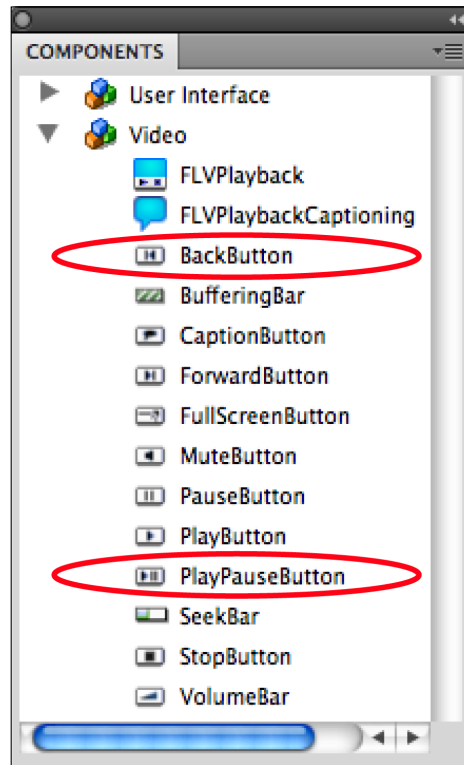 COMPONENTS
User Interface
Video
FLVPlayback
FLVPlaybackCaptioning
BackButton
BufferingBar
CaptionButton
ForwardButton
FullScreenButton
MuteButton
PauseButton
PlayButton
PlayPauseButton
SeekBar
StopButton
VolumeBar